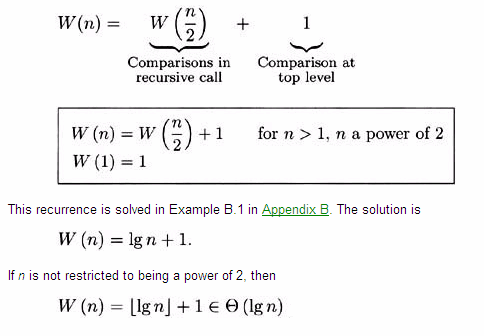 W(n) = W(n/2) + 1
Comparisons in recursive call Comparison at top level
W(n) = W(n/2) + 1 for n > 1, n a power of 2
W(1) = 1
This recurrence is solved in Example B.1 in Appendix B. The solution is
W(n) = lg n + 1.
If n is not restricted to being a power of 2, then
W(n) = ⌊lg n⌋ + 1 ∈ Θ(lg n)